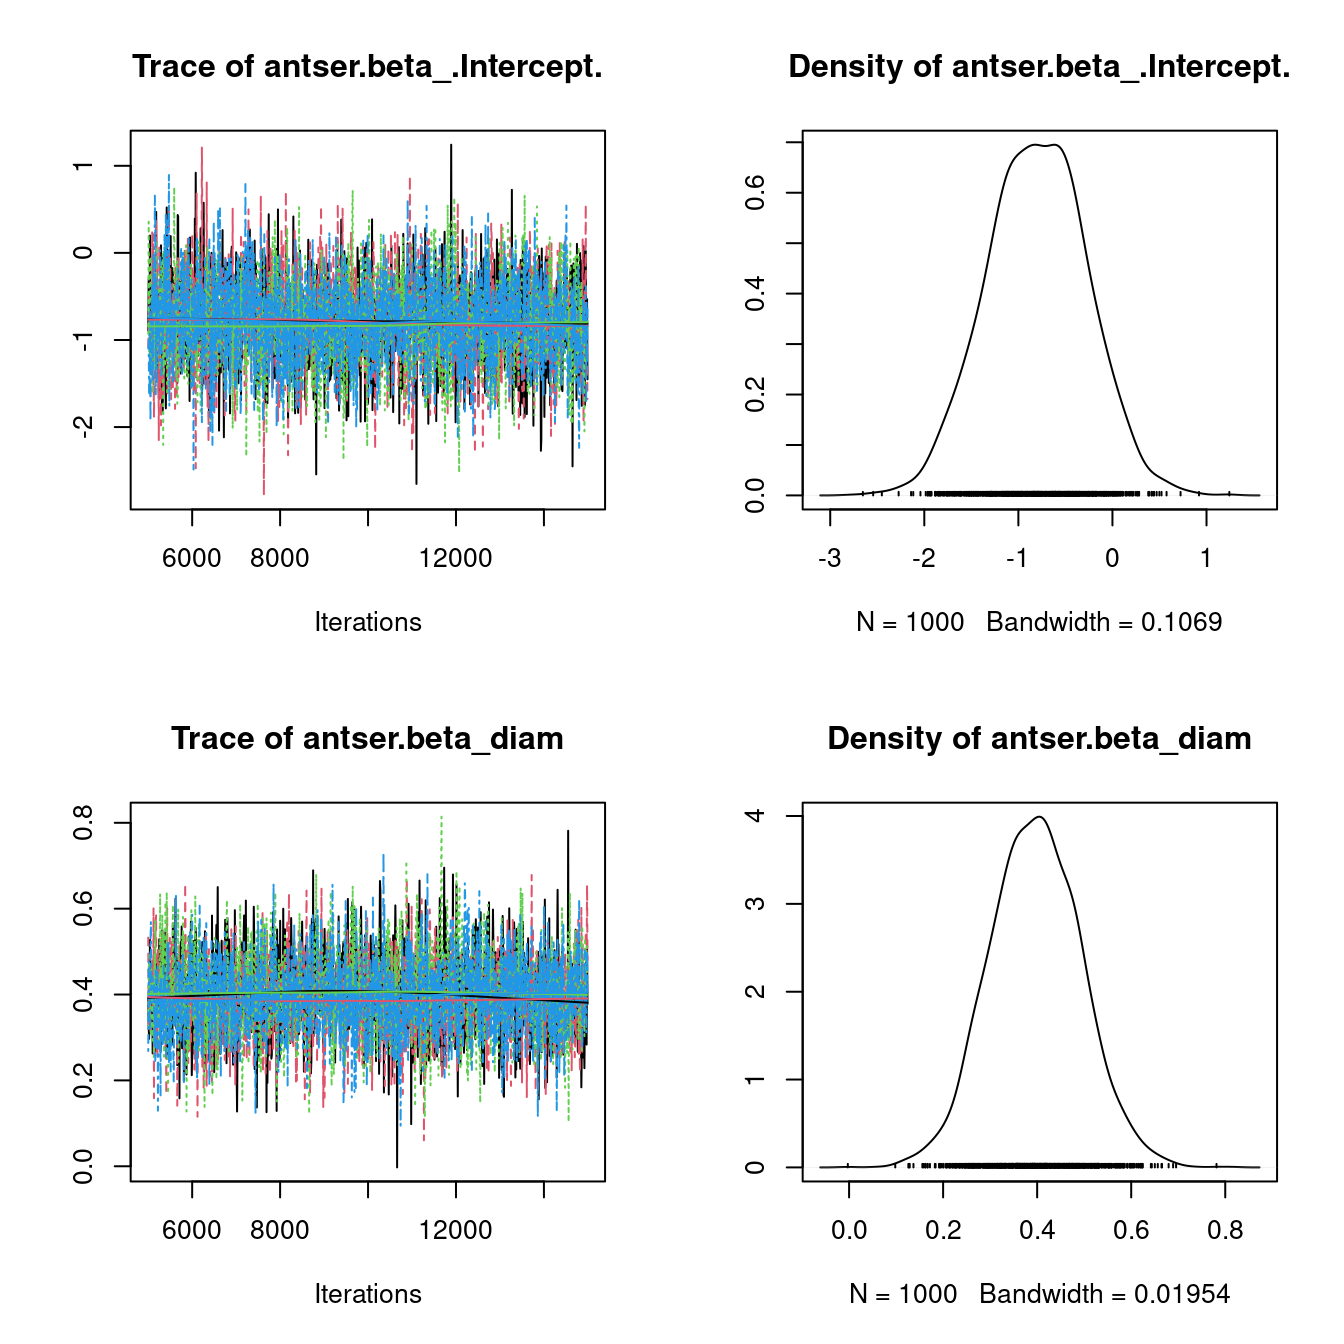 Trace of antser.beta_.Intercept.
1
0
-1
-2
6000 8000 12000
Iterations
Density of antser.beta_.Intercept.
0.6
0.4
0.2
0.0
-3 -2 -1 0 1
N = 1000 Bandwidth = 0.1069
Trace of antser.beta_diam
0.8
0.6
0.4
0.2
0.0
6000 8000 12000
Iterations
Density of antser.beta_diam
4
3
2
1
0
0.0 0.2 0.4 0.6 0.8
N = 1000 Bandwidth = 0.01954